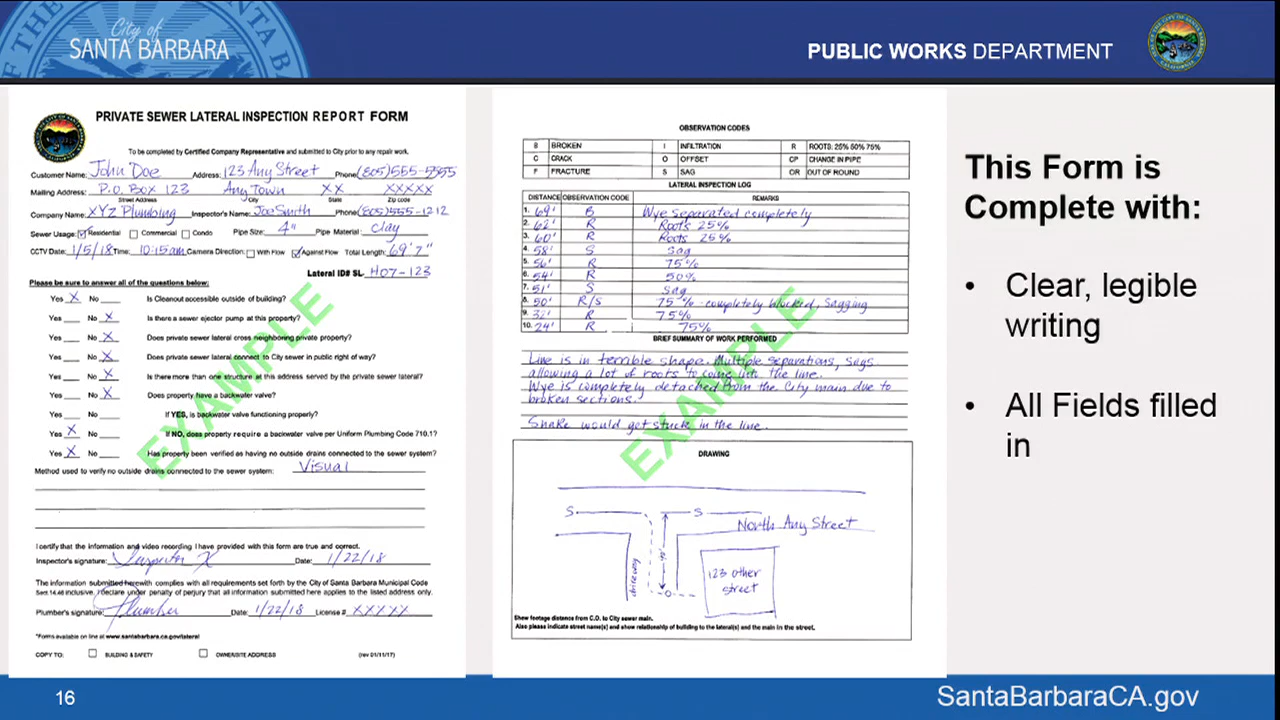 City of
SANTA BARBARA
PUBLIC WORKS DEPARTMENT
PRIVATE SEWER LATERAL INSPECTION REPORT FORM
To be completed by Certified Company Representative and submitted to City prior to any repair work.
Customer Name: John Doe Address: 123 Any Street Phone (805) 555-5555
Mailing Address: P.O. Box 123 Any Town XX XXXXX
Street Address City State Zip code
Company Name: XYZ Plumbing Inspector's Name: Joe Smith Phone (805) 555-1212
Sewer Usage: Residential Commercial Condo Pipe Size: 4" Pipe Material: clay
CCTV Date: 1/5/18 Time: 10:15am Camera Direction: With Flow Against Flow Total Length: 69' 7"
Lateral ID# SL- H07-123
Please be sure to answer all of the questions below:
Yes X No Is Cleanout accessible outside of building?
Yes No X Is there a sewer ejector pump at this property?
Yes No X Does private sewer lateral cross neighboring private property?
Yes No X Does private sewer lateral connect to City sewer in public right of way?
Yes No X Is there more than one structure at this address served by the private sewer lateral?
Yes No X Does property have a backwater valve?
Yes No If YES, is backwater valve functioning properly?
Yes X No If NO, does property require a backwater valve per Uniform Plumbing Code 710.1?
Yes X No Has property been verified as having no outside drains connected to the sewer system?
Method used to verify no outside drains connected to the sewer system: Visual
EXAMPLE
I certify that the information and video recording I have provided with this form are true and correct.
Inspector's signature: Inspector X Date: 1/22/18
The information submitted herewith complies with all requirements set forth by the City of Santa Barbara Municipal Code
Sect 14.46 inclusive. I declare under penalty of perjury that all information submitted here applies to the listed address only.
Plumber's signature: Plumber Date: 1/22/18 License # XXXXX
*Forms available on line at www.santabarbara.ca.gov/lateral
COPY TO: BUILDING & SAFETY OWNER/SITE ADDRESS (rev 01/11/17)
OBSERVATION CODES
B BROKEN I INFILTRATION R ROOTS: 25% 50% 75%
C CRACK O OFFSET CP CHANGE IN PIPE
F FRACTURE S SAG OR OUT OF ROUND
LATERAL INSPECTION LOG
DISTANCE OBSERVATION CODE REMARKS
1. 69' B Wye separated completely
2. 62' R Roots 25%
3. 60' R Roots 25%
4. 58' S Sag
5. 56' R 75%
6. 54' R 50%
7. 51' S Sag
8. 50' R/S 75% - completely blocked, Sagging
9. 32' R 75%
10. 24' R 75%
BRIEF SUMMARY OF WORK PERFORMED
Line is in terrible shape. Multiple separations, sags
allowing a lot of roots to come into the line.
Wye is completely detached from the City main due to
broken sections.
Snake would get stuck in the line.
EXAMPLE
DRAWING
S S
North Any Street
driveway
123 other
street
Show footage distance from C.O. to City sewer main.
Also please indicate street name(s) and show relationship of building to the lateral(s) and the main in the street.
This Form is
Complete with:
• Clear, legible
writing
• All Fields filled
in
16
SantaBarbaraCA.gov